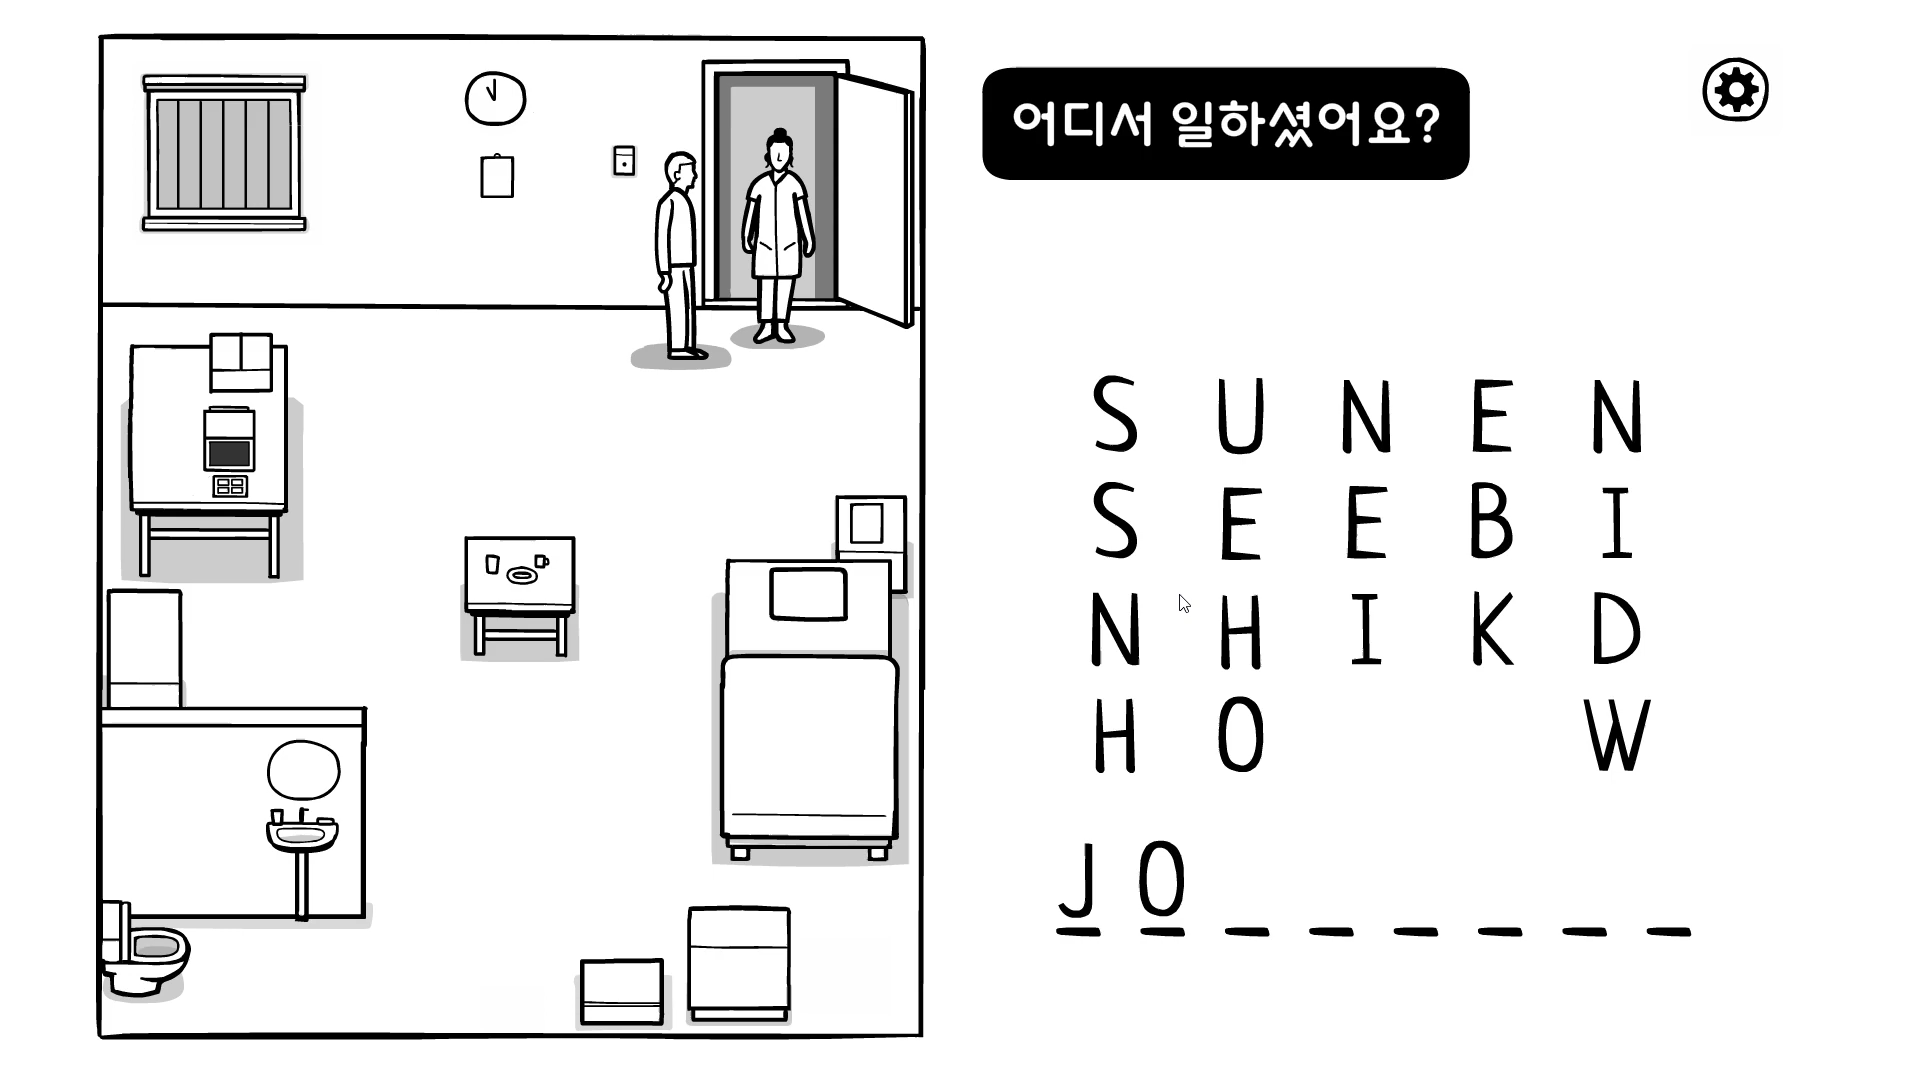 어디서 일하셨어요?
S U N E N
S E E B I
N H I K D
H O W
J O _ _ _ _ _ _